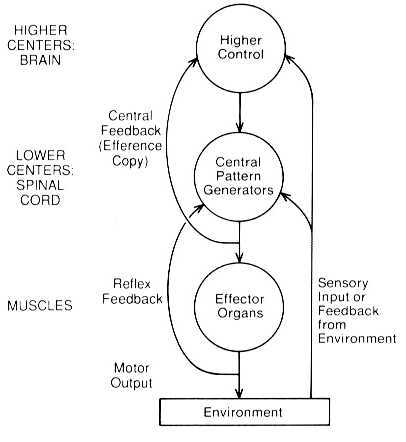 HIGHER
CENTERS:
BRAIN
Higher
Control
Central
Feedback
(Efference
Copy)
LOWER
CENTERS:
SPINAL
CORD
Central
Pattern
Generators
MUSCLES
Reflex
Feedback
Effector
Organs
Sensory
Input or
Feedback
from
Environment
Motor
Output
Environment